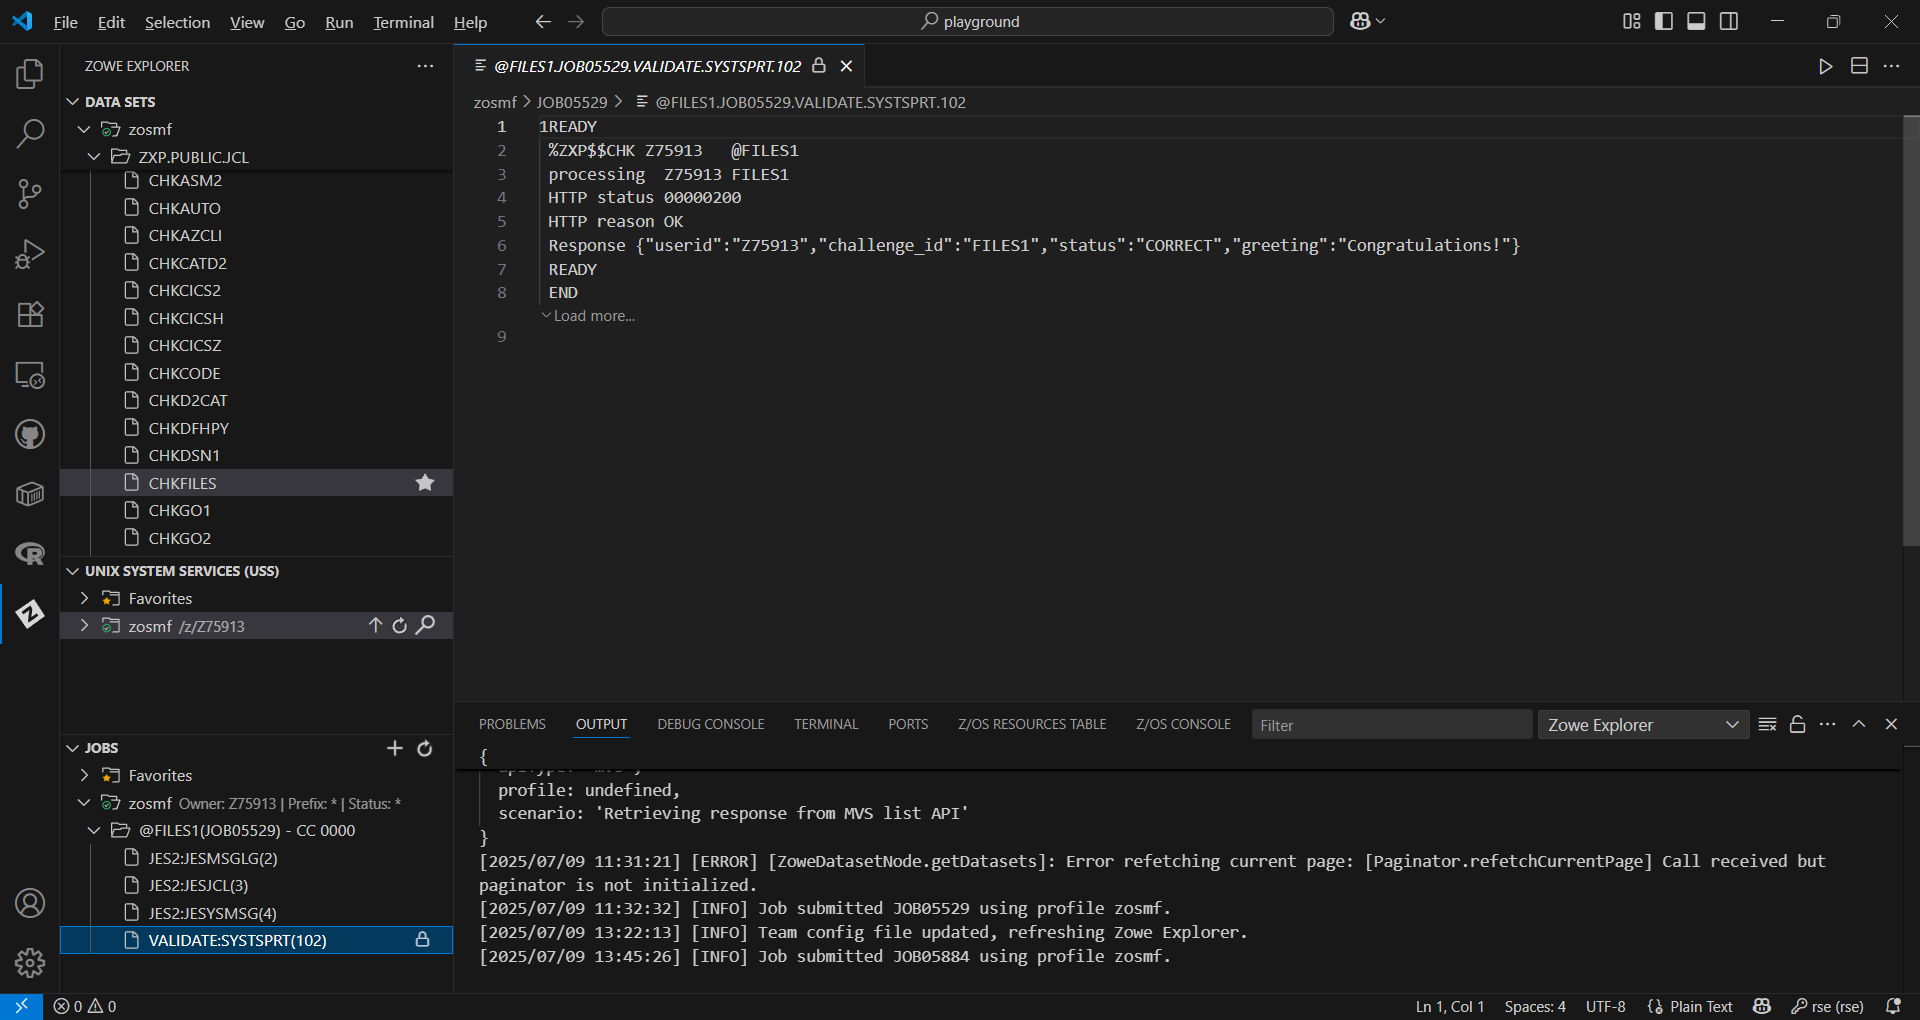 File Edit Selection View Go Run Terminal Help
playground
ZOWE EXPLORER
DATA SETS
zosmf
ZXP.PUBLIC.JCL
CHKASM2
CHKAUTO
CHKAZCLI
CHKCATD2
CHKCICS2
CHKCICSH
CHKCICSZ
CHKCODE
CHKD2CAT
CHKDFHPY
CHKDSN1
CHKFILES
CHKGO1
CHKGO2
UNIX SYSTEM SERVICES (USS)
Favorites
zosmf /z/Z75913
JOBS
Favorites
zosmf Owner: Z75913 | Prefix: * | Status: *
@FILES1(JOB05529) - CC 0000
JES2:JESMSGLG(2)
JES2:JESJCL(3)
JES2:JESYSMSG(4)
VALIDATE:SYSTSPRT(102)
@FILES1.JOB05529.VALIDATE.SYSTSPRT.102
zosmf > JOB05529 > @FILES1.JOB05529.VALIDATE.SYSTSPRT.102
1 1READY
2 %ZXP$$CHK Z75913 @FILES1
3 processing Z75913 FILES1
4 HTTP status 00000200
5 HTTP reason OK
6 Response {"userid":"Z75913","challenge_id":"FILES1","status":"CORRECT","greeting":"Congratulations!"}
7 READY
8 END
Load more...
9
PROBLEMS OUTPUT DEBUG CONSOLE TERMINAL PORTS Z/OS RESOURCES TABLE Z/OS CONSOLE Filter Zowe Explorer
{
profile: undefined,
scenario: 'Retrieving response from MVS list API'
}
[2025/07/09 11:31:21] [ERROR] [ZoweDatasetNode.getDatasets]: Error refetching current page: [Paginator.refetchCurrentPage] Call received but
paginator is not initialized.
[2025/07/09 11:32:32] [INFO] Job submitted JOB05529 using profile zosmf.
[2025/07/09 13:22:13] [INFO] Team config file updated, refreshing Zowe Explorer.
[2025/07/09 13:45:26] [INFO] Job submitted JOB05884 using profile zosmf.
0 0
Ln 1, Col 1 Spaces: 4 UTF-8 {} Plain Text rse (rse)